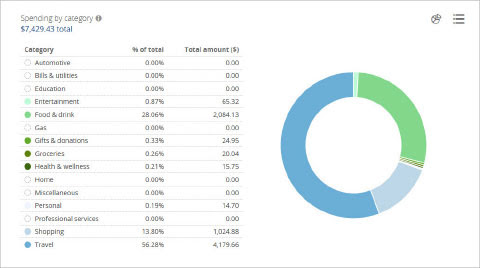 Spending by category
$7,429.43 total
Category % of total Total amount ($)
Automotive 0.00% 0.00
Bills & utilities 0.00% 0.00
Education 0.00% 0.00
Entertainment 0.87% 65.32
Food & drink 28.06% 2,084.13
Gas 0.00% 0.00
Gifts & donations 0.33% 24.95
Groceries 0.26% 20.04
Health & wellness 0.21% 15.75
Home 0.00% 0.00
Miscellaneous 0.00% 0.00
Personal 0.19% 14.70
Professional services 0.00% 0.00
Shopping 13.80% 1,024.88
Travel 56.28% 4,179.66